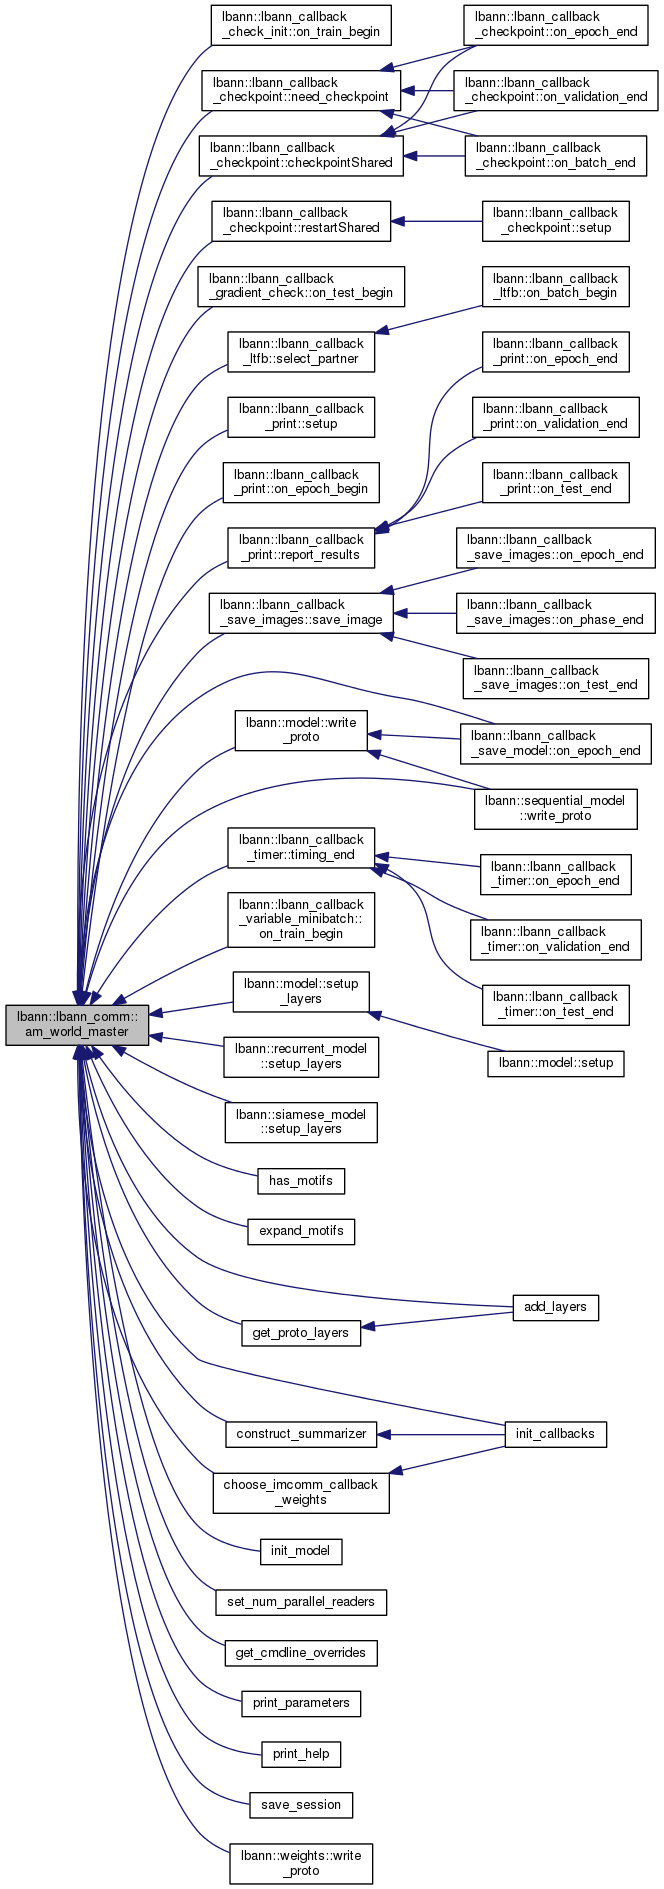 lbann::lbann_callback
_check_init::on_train_begin
lbann::lbann_callback
_checkpoint::on_epoch_end
lbann::lbann_callback
_checkpoint::need_checkpoint
lbann::lbann_callback
_checkpoint::on_validation_end
lbann::lbann_callback
_checkpoint::checkpointShared
lbann::lbann_callback
_checkpoint::on_batch_end
lbann::lbann_callback
_checkpoint::restartShared
lbann::lbann_callback
_checkpoint::setup
lbann::lbann_callback
_gradient_check::on_test_begin
lbann::lbann_callback
_ltfb::on_batch_begin
lbann::lbann_callback
_ltfb::select_partner
lbann::lbann_callback
_print::on_epoch_end
lbann::lbann_callback
_print::setup
lbann::lbann_callback
_print::on_validation_end
lbann::lbann_callback
_print::on_epoch_begin
lbann::lbann_callback
_print::on_test_end
lbann::lbann_callback
_print::report_results
lbann::lbann_callback
_save_images::on_epoch_end
lbann::lbann_callback
_save_images::save_image
lbann::lbann_callback
_save_images::on_phase_end
lbann::lbann_callback
_save_images::on_test_end
lbann::model::write
_proto
lbann::lbann_callback
_save_model::on_epoch_end
lbann::sequential_model
::write_proto
lbann::lbann_callback
_timer::timing_end
lbann::lbann_callback
_timer::on_epoch_end
lbann::lbann_callback
_variable_minibatch::
on_train_begin
lbann::lbann_callback
_timer::on_validation_end
lbann::model::setup
_layers
lbann::lbann_callback
_timer::on_test_end
lbann::lbann_comm::
am_world_master
lbann::recurrent_model
::setup_layers
lbann::model::setup
lbann::siamese_model
::setup_layers
has_motifs
expand_motifs
add_layers
get_proto_layers
construct_summarizer
init_callbacks
choose_imcomm_callback
_weights
init_model
set_num_parallel_readers
get_cmdline_overrides
print_parameters
print_help
save_session
lbann::weights::write
_proto